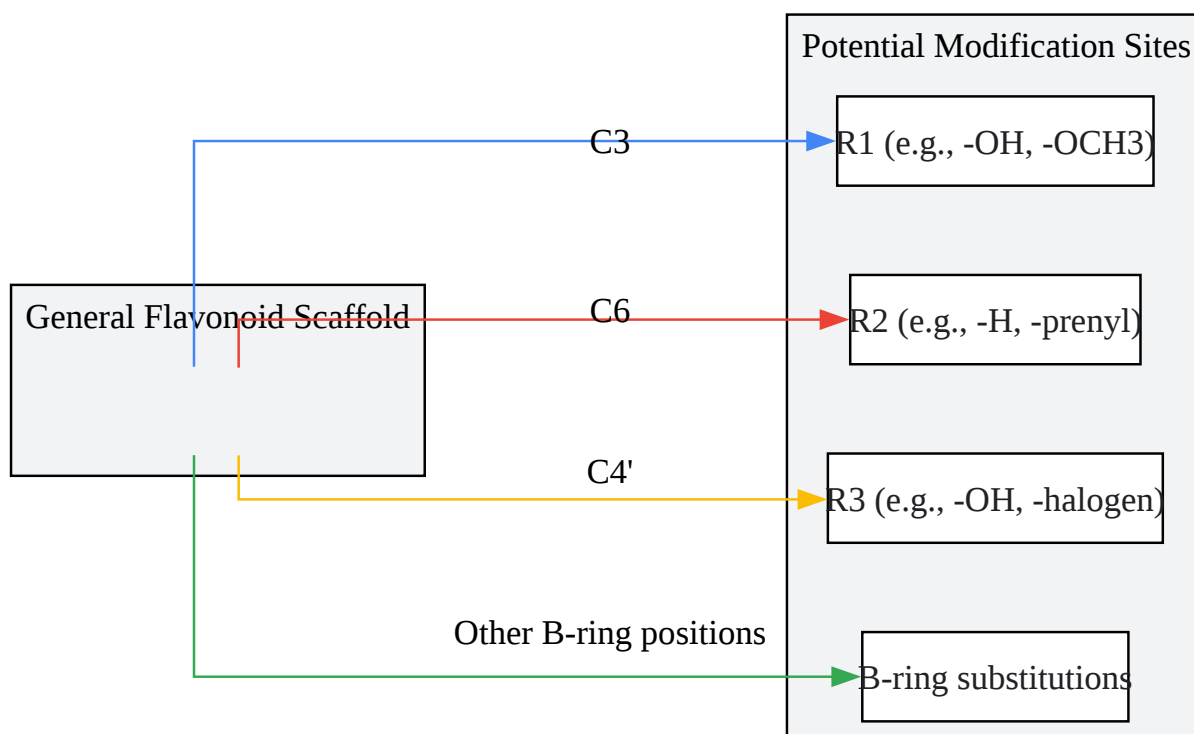 Potential Modification Sites
C3
R1 (e.g., -OH, -OCH3)
General Flavonoid Scaffold
C6
R2 (e.g., -H, -prenyl)
C4'
R3 (e.g., -OH, -halogen)
Other B-ring positions
B-ring substitutions